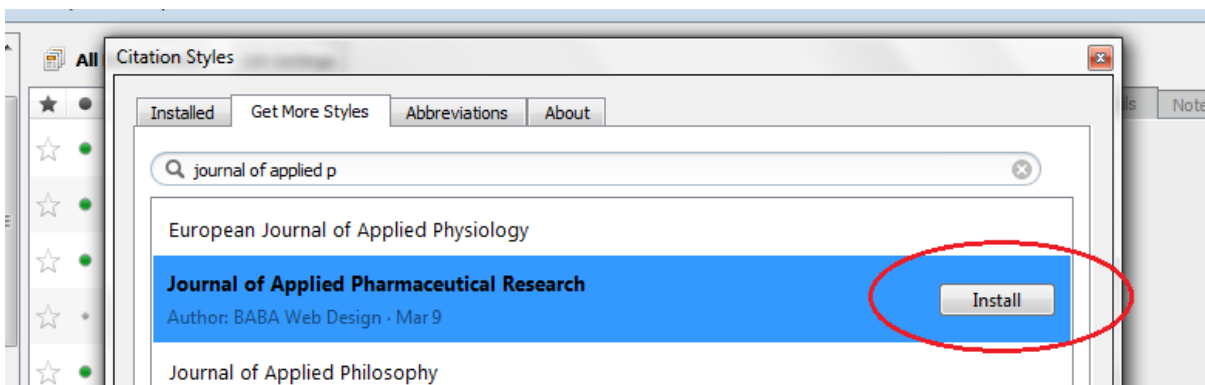 All
Citation Styles
Installed Get More Styles Abbreviations About
Note
journal of applied p
European Journal of Applied Physiology
Journal of Applied Pharmaceutical Research
Author: BABA Web Design · Mar 9
Install
Journal of Applied Philosophy